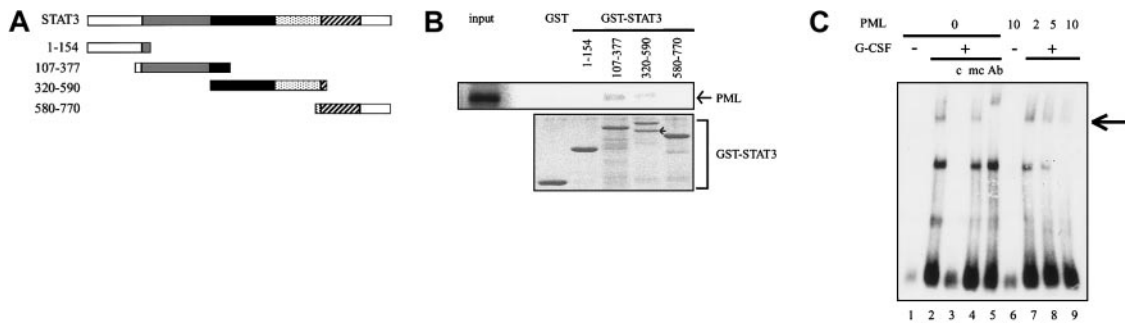 A
STAT3
1-154
107-377
320-590
580-770
B
input GST GST-STAT3
1-154 107-377 320-590 580-770
PML
GST-STAT3
C
PML 0 10 2 5 10
G-CSF - + - +
c mc Ab
1 2 3 4 5 6 7 8 9